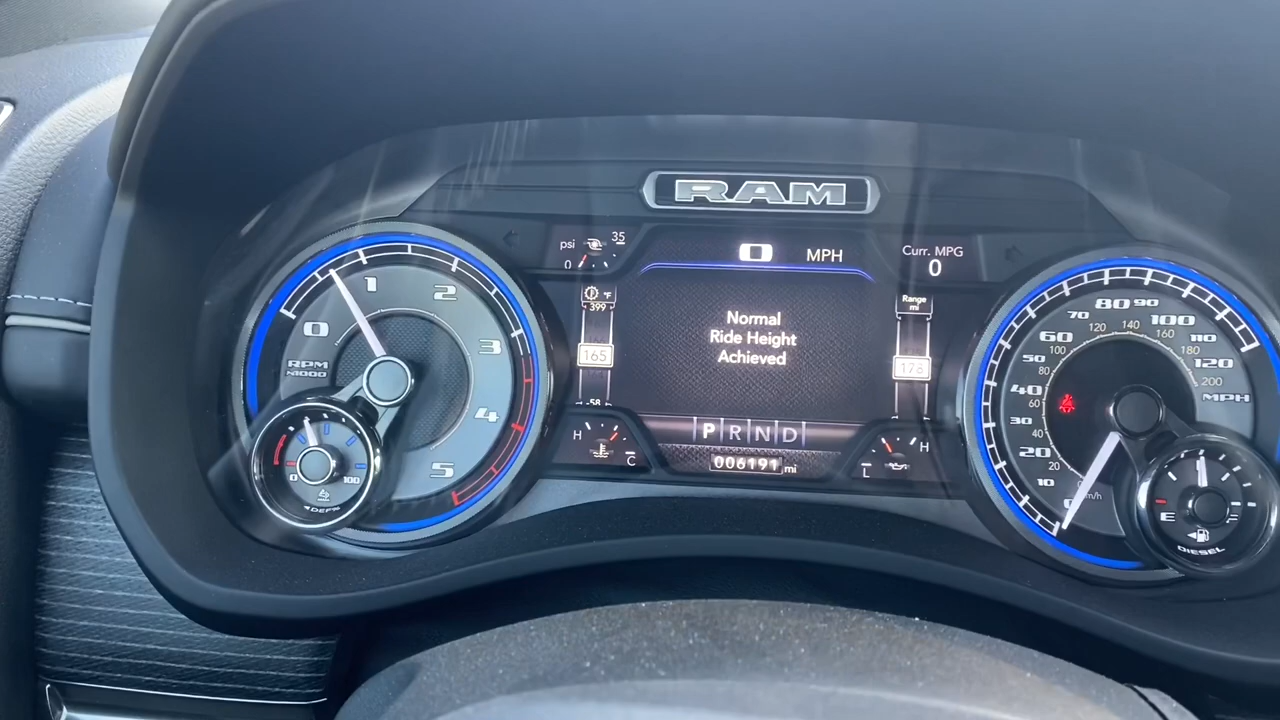 RAM
psi
35
0
0 MPH
Curr. MPG
0
°F
399
165
-58
Normal
Ride Height
Achieved
Range
mi
178
H
C
PRND
006191 mi
L
H
0
1
2
3
4
5
RPM
x1000
0
100
DEF%
0
10
20
30
40
50
60
70
80
90
100
110
120
MPH
20
40
60
80
100
120
140
160
180
200
km/h
E
F
DIESEL